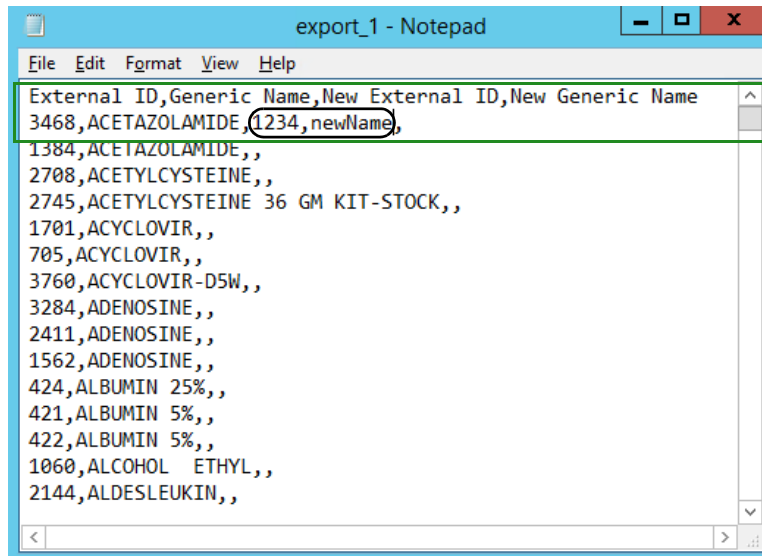 export_1 - Notepad
x
File Edit Format View Help
External ID,Generic Name,New External ID,New Generic Name
3468,ACETAZOLAMIDE,1234,newName,
1384,ACETAZOLAMIDE,,
2708,ACETYLCYSTEINE,,
2745,ACETYLCYSTEINE 36 GM KIT-STOCK,,
1701,ACYCLOVIR,,
705,ACYCLOVIR,,
3760,ACYCLOVIR-D5W,,
3284,ADENOSINE,,
2411,ADENOSINE,,
1562,ADENOSINE,,
424,ALBUMIN 25%,,
421,ALBUMIN 5%,,
422,ALBUMIN 5%,,
1060,ALCOHOL  ETHYL,,
2144,ALDESLEUKIN,,